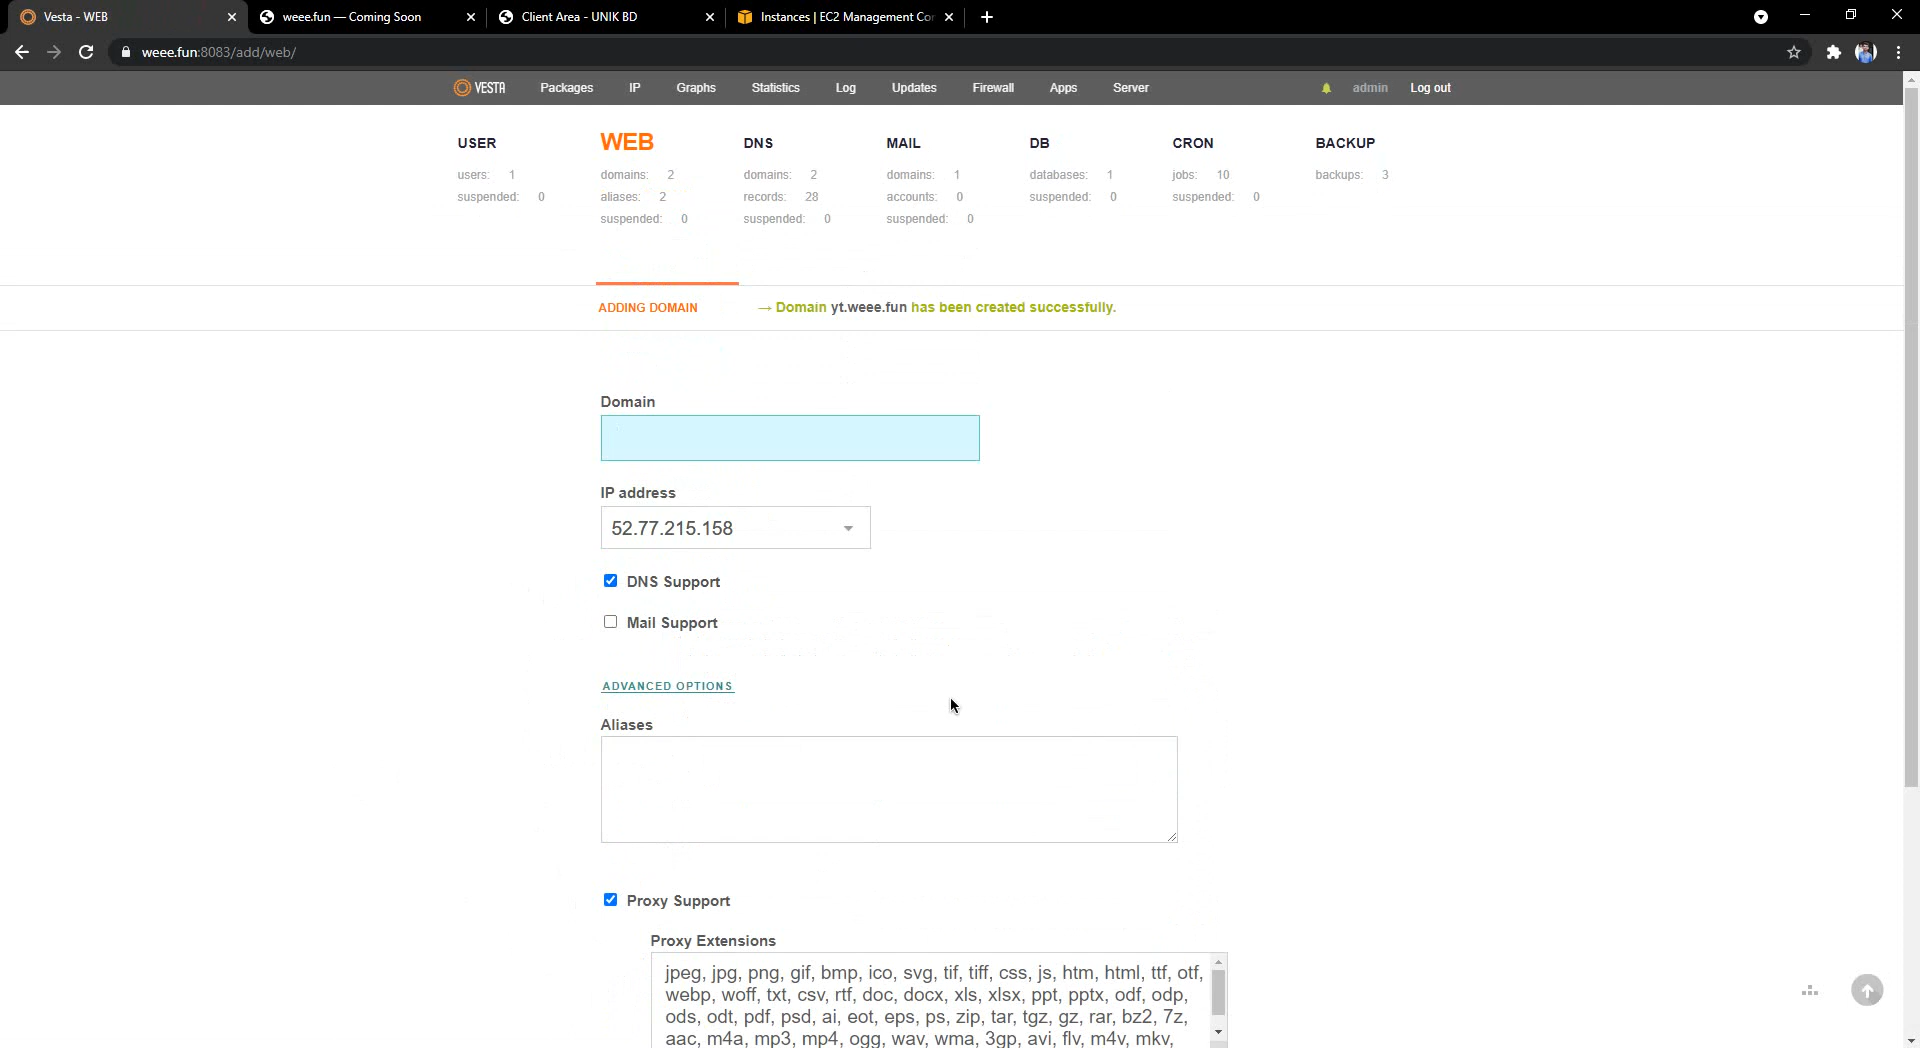 Vesta - WEB
weee.fun — Coming Soon
Client Area - UNIK BD
Instances | EC2 Management Co
weee.fun:8083/add/web/
VESTA Packages IP Graphs Statistics Log Updates Firewall Apps Server admin Log out
USER
users: 1
suspended: 0
WEB
domains: 2
aliases: 2
suspended: 0
DNS
domains: 2
records: 28
suspended: 0
MAIL
domains: 1
accounts: 0
suspended: 0
DB
databases: 1
suspended: 0
CRON
jobs: 10
suspended: 0
BACKUP
backups: 3
ADDING DOMAIN
→ Domain yt.weee.fun has been created successfully.
Domain
IP address
52.77.215.158
DNS Support
Mail Support
ADVANCED OPTIONS
Aliases
Proxy Support
Proxy Extensions
jpeg, jpg, png, gif, bmp, ico, svg, tif, tiff, css, js, htm, html, ttf, otf,
webp, woff, txt, csv, rtf, doc, docx, xls, xlsx, ppt, pptx, odf, odp,
ods, odt, pdf, psd, ai, eot, eps, ps, zip, tar, tgz, gz, rar, bz2, 7z,
aac, m4a, mp3, mp4, ogg, wav, wma, 3gp, avi, flv, m4v, mkv,